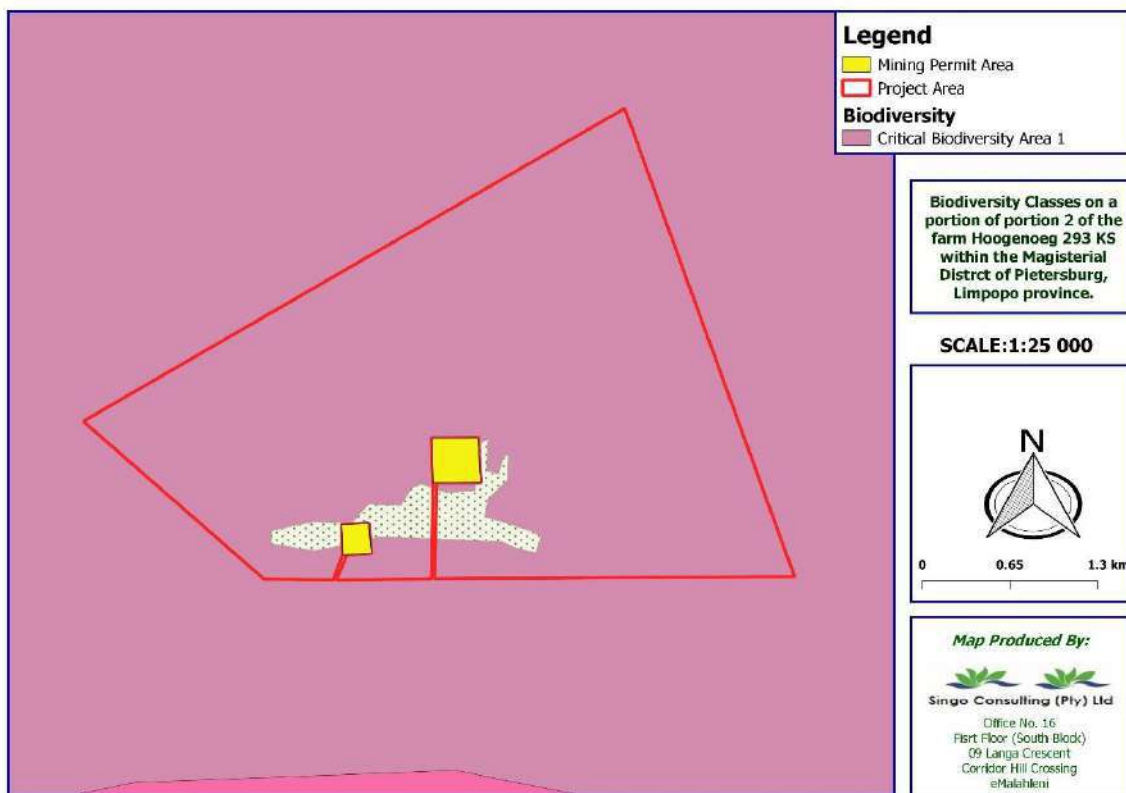 Legend
Mining Permit Area
Project Area
Biodiversity
Critical Biodiversity Area 1
Biodiversity Classes on a
portion of portion 2 of the
farm Hoogenoeg 293 KS
within the Magisterial
Distrct of Pietersburg,
Limpopo province.
SCALE:1:25 000
N
0 0.65 1.3 km
Map Produced By:
Singo Consulting (Pty) Ltd
Office No. 16
Fisrt Floor (South Block)
09 Langa Crescent
Corridor Hill Crossing
eMalahleni